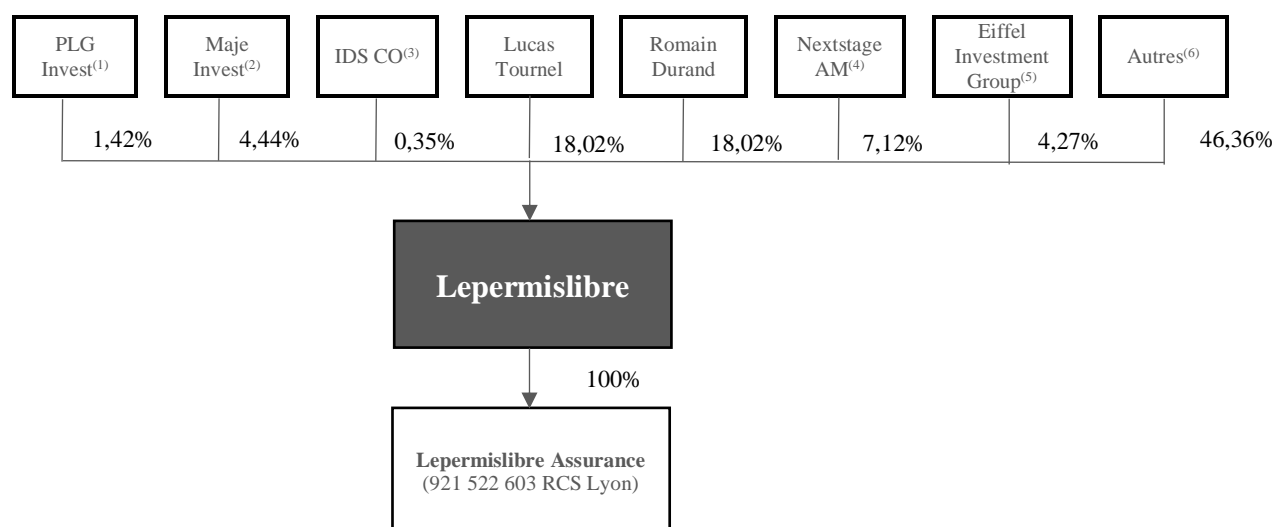 PLG
Invest(1)
Maje
Invest(2)
IDS CO(3)
Lucas
Tournel
Romain
Durand
Nextstage
AM(4)
Eiffel
Investment
Group(5)
Autres(6)
1,42%
4,44%
0,35%
18,02%
18,02%
7,12%
4,27%
46,36%
Lepermislibre
100%
Lepermislibre Assurance
(921 522 603 RCS Lyon)